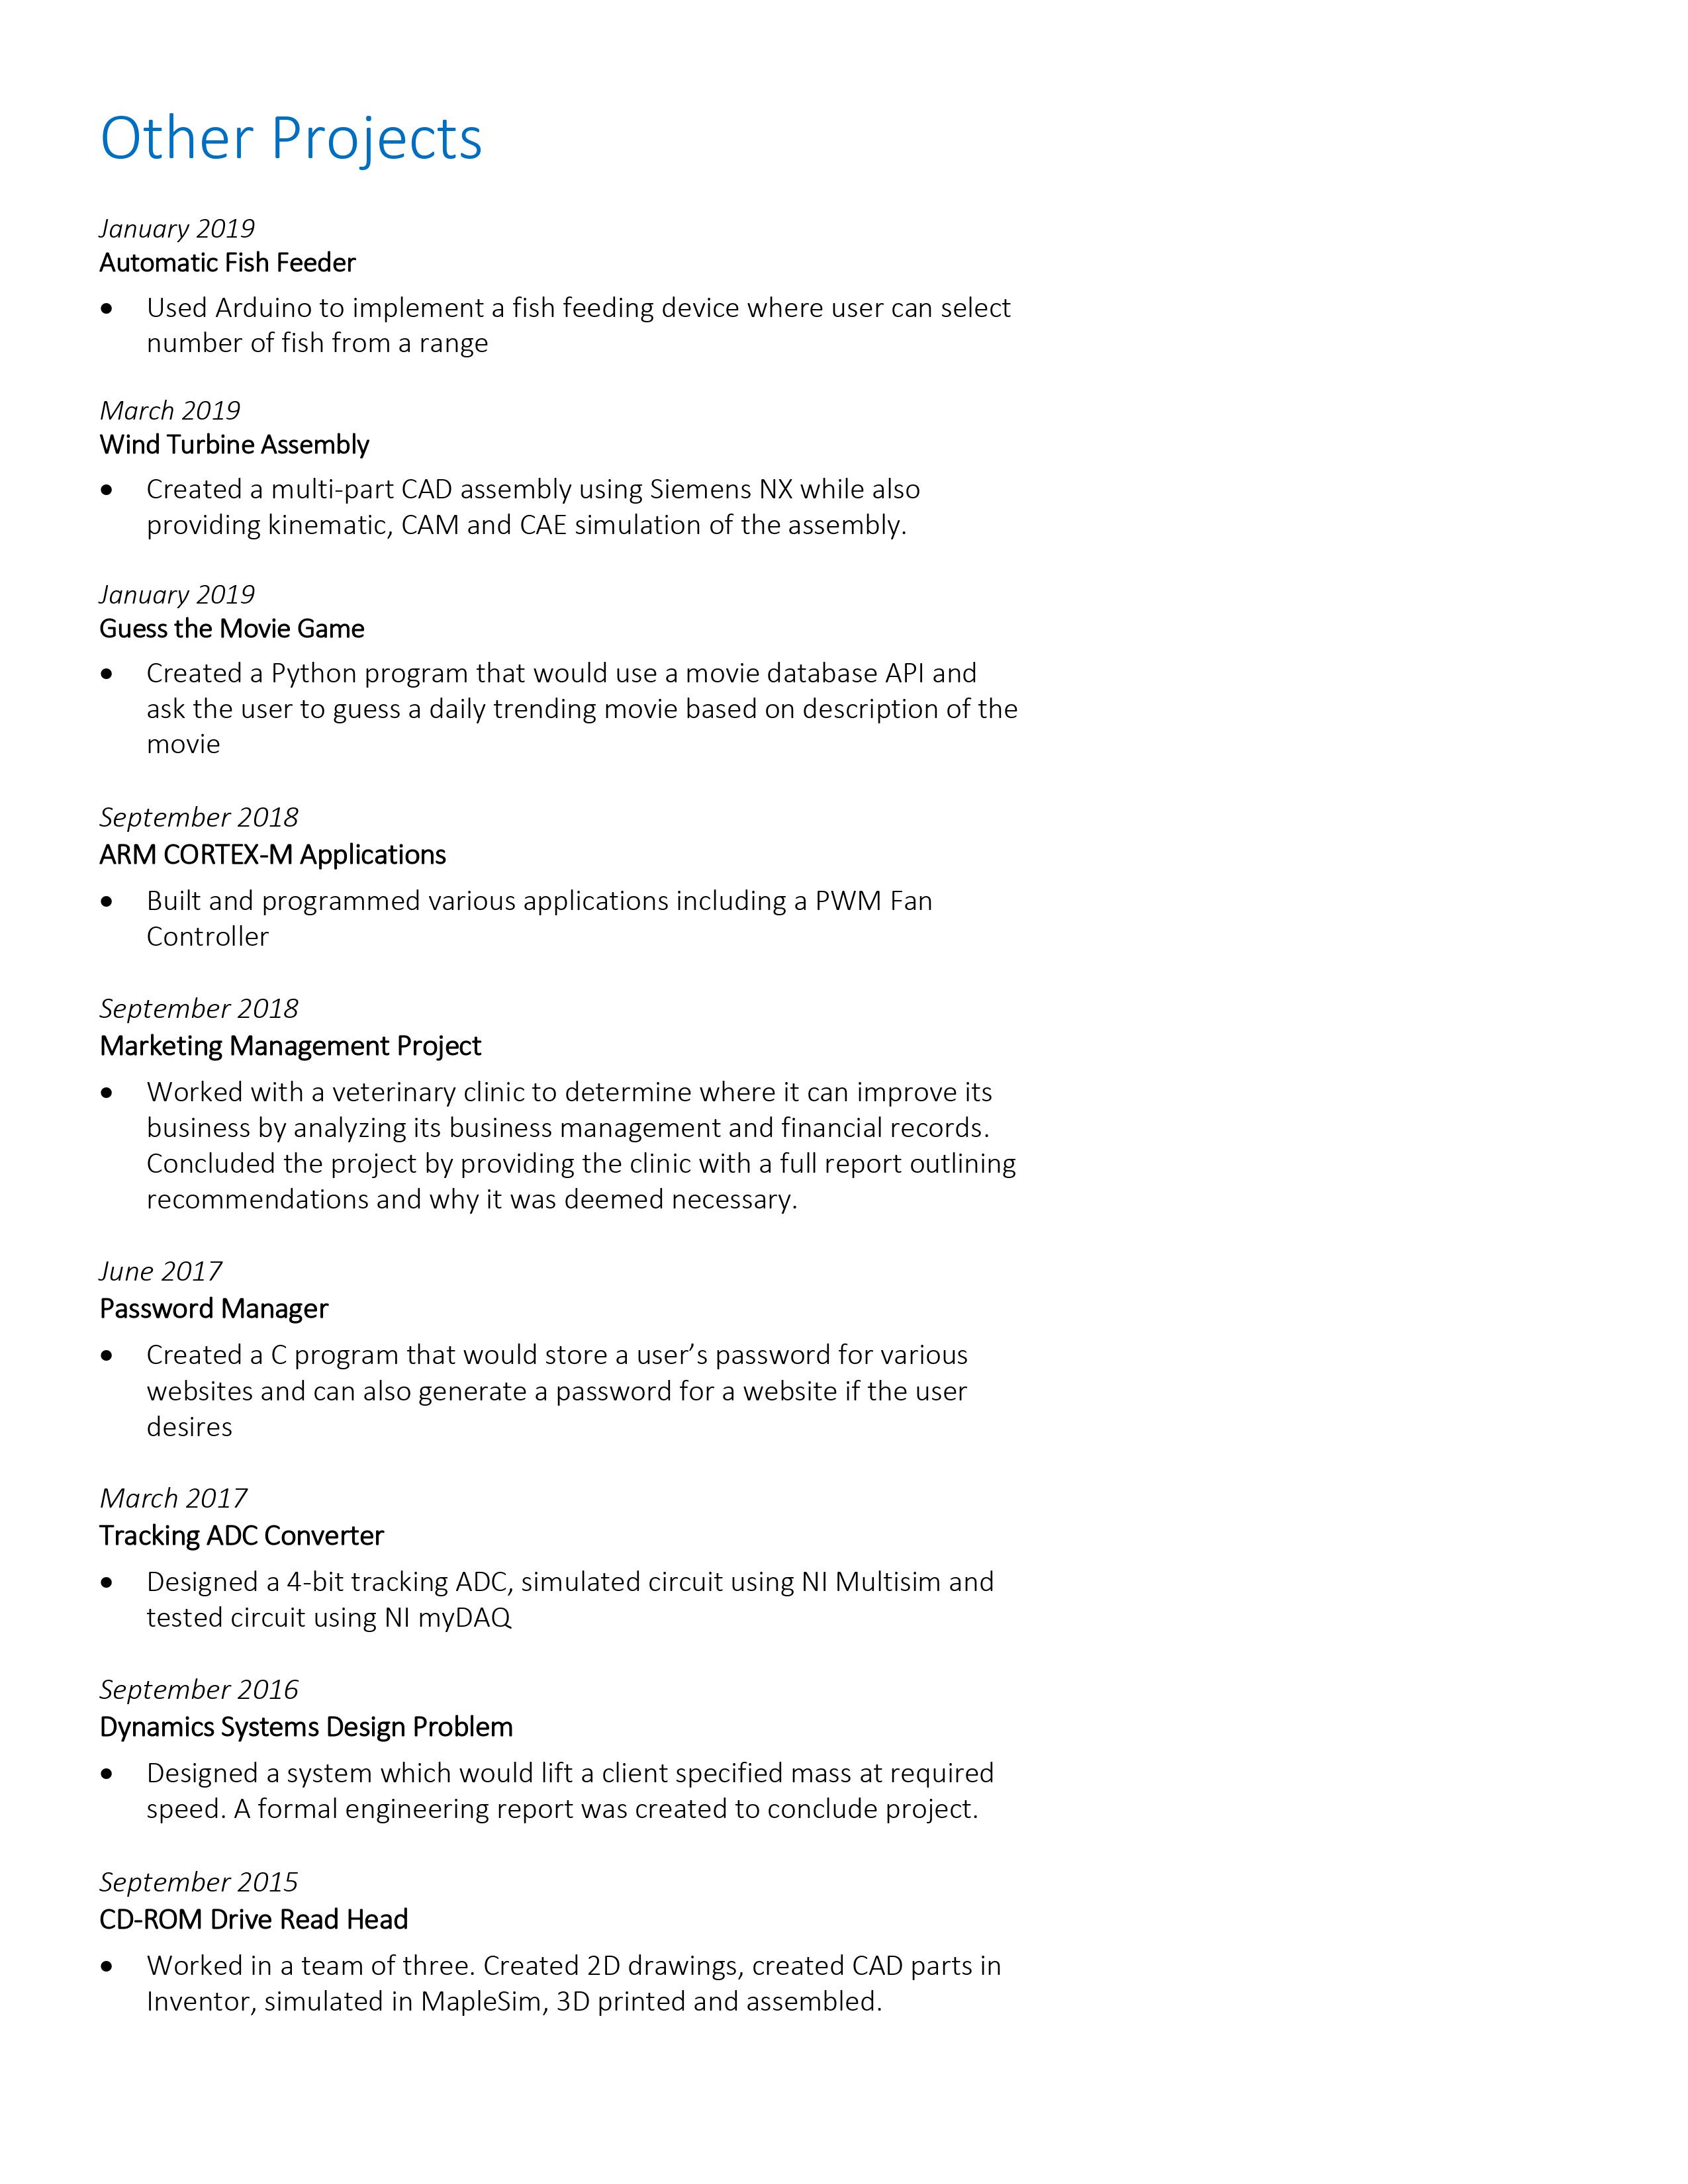 Other Projects
January 2019
Automatic Fish Feeder
• Used Arduino to implement a fish feeding device where user can select
number of fish from a range
March 2019
Wind Turbine Assembly
• Created a multi-part CAD assembly using Siemens NX while also
providing kinematic, CAM and CAE simulation of the assembly.
January 2019
Guess the Movie Game
• Created a Python program that would use a movie database API and
ask the user to guess a daily trending movie based on description of the
movie
September 2018
ARM CORTEX-M Applications
• Built and programmed various applications including a PWM Fan
Controller
September 2018
Marketing Management Project
• Worked with a veterinary clinic to determine where it can improve its
business by analyzing its business management and financial records.
Concluded the project by providing the clinic with a full report outlining
recommendations and why it was deemed necessary.
June 2017
Password Manager
• Created a C program that would store a user’s password for various
websites and can also generate a password for a website if the user
desires
March 2017
Tracking ADC Converter
• Designed a 4-bit tracking ADC, simulated circuit using NI Multisim and
tested circuit using NI myDAQ
September 2016
Dynamics Systems Design Problem
• Designed a system which would lift a client specified mass at required
speed. A formal engineering report was created to conclude project.
September 2015
CD-ROM Drive Read Head
• Worked in a team of three. Created 2D drawings, created CAD parts in
Inventor, simulated in MapleSim, 3D printed and assembled.